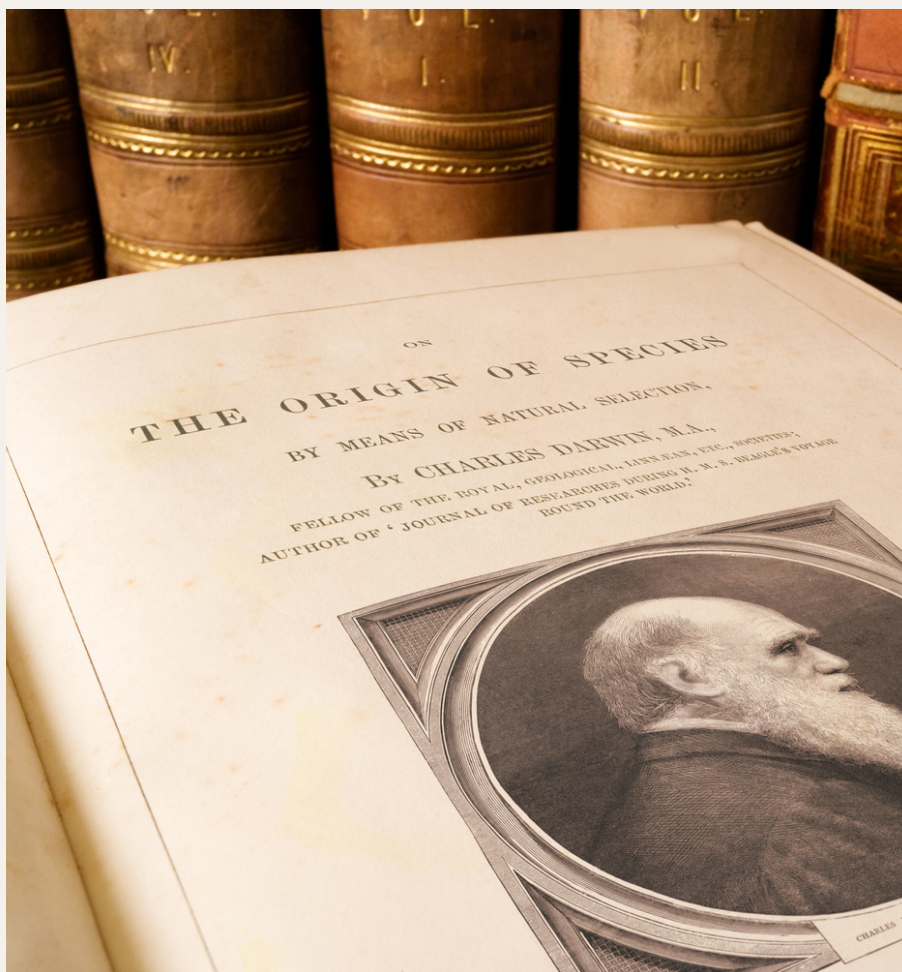 V O L.
IV.
V O L.
I.
V O L.
II.
ON
THE ORIGIN OF SPECIES
BY MEANS OF NATURAL SELECTION,
By CHARLES DARWIN, M.A.,
FELLOW OF THE ROYAL, GEOLOGICAL, LINNÆAN, ETC., SOCIETIES;
AUTHOR OF ‘ JOURNAL OF RESEARCHES DURING H. M. S. BEAGLE'S VOYAGE
ROUND THE WORLD.’
CHARLES